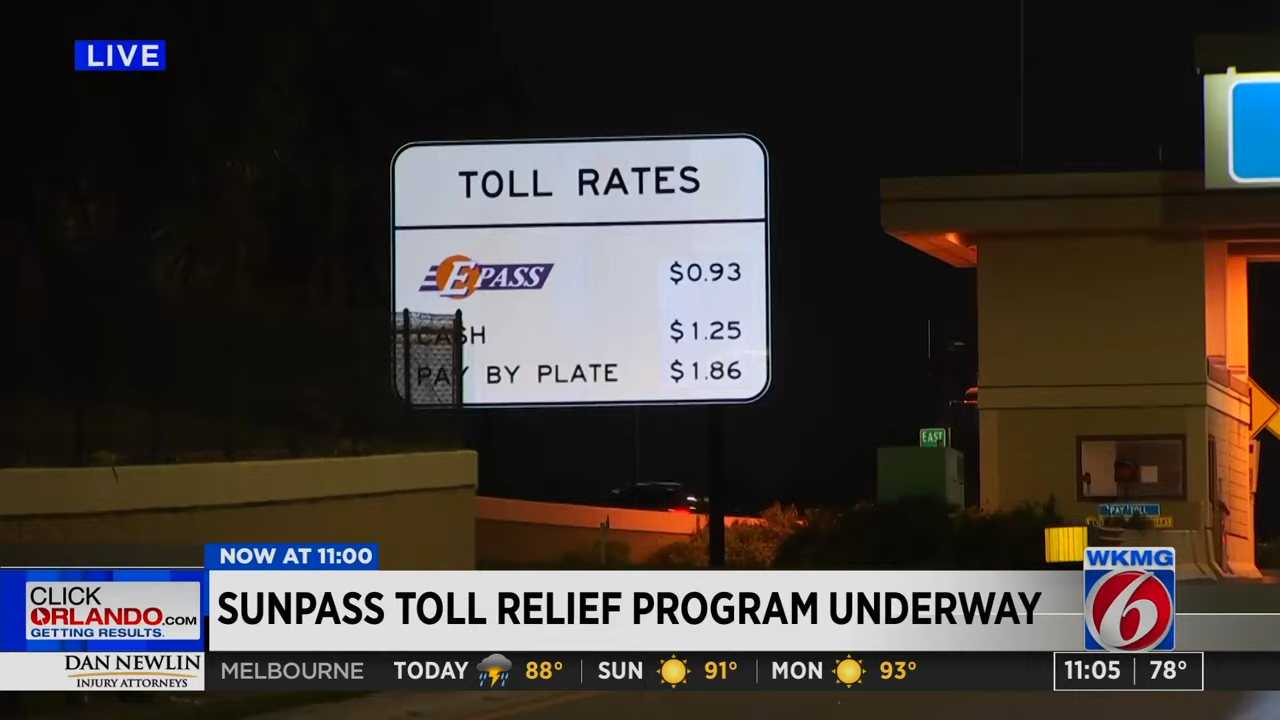 LIVE
TOLL RATES
EPASS $0.93
CASH $1.25
PAY BY PLATE $1.86
EAST
NOW AT 11:00
SUNPASS TOLL RELIEF PROGRAM UNDERWAY
WKMG
6
CLICK
ORLANDO.com
GETTING RESULTS.
DAN NEWLIN
INJURY ATTORNEYS
MELBOURNE TODAY 88° SUN 91° MON 93° 11:05 78°